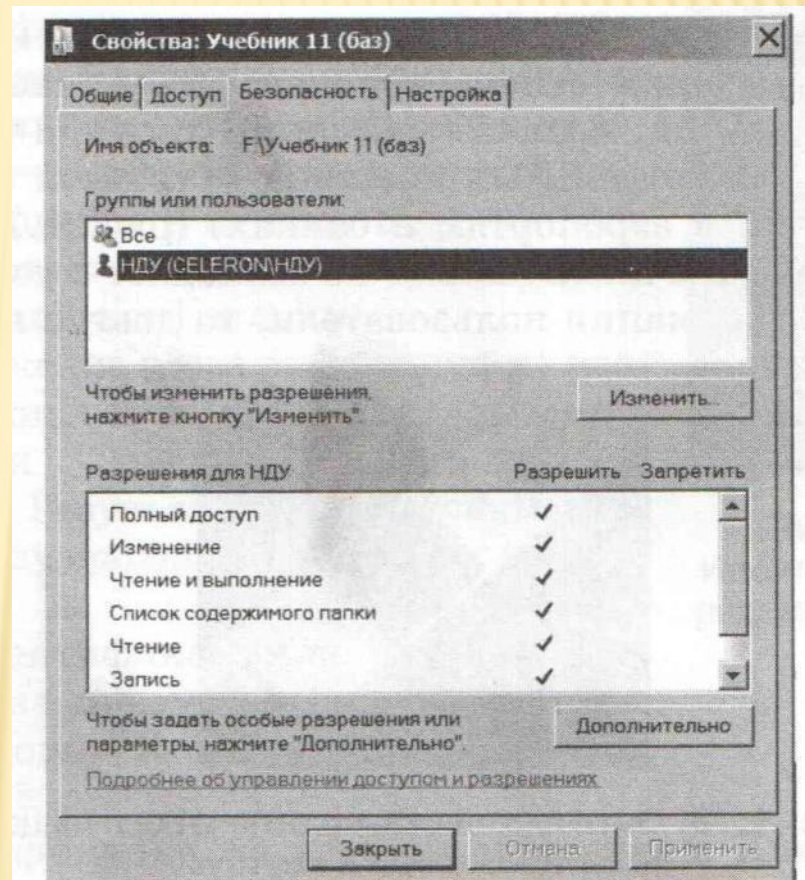 Свойства: Учебник 11 (баз)
Общие Доступ Безопасность Настройка
Имя объекта: F:\Учебник 11 (баз)
Группы или пользователи:
Все
НДУ (CELERON\НДУ)
Чтобы изменить разрешения,
нажмите кнопку "Изменить".
Изменить...
Разрешения для НДУ Разрешить Запретить
Полный доступ
Изменение
Чтение и выполнение
Список содержимого папки
Чтение
Запись
Чтобы задать особые разрешения или
параметры, нажмите "Дополнительно".
Дополнительно
Подробнее об управлении доступом и разрешениях
Закрыть Отмена Применить